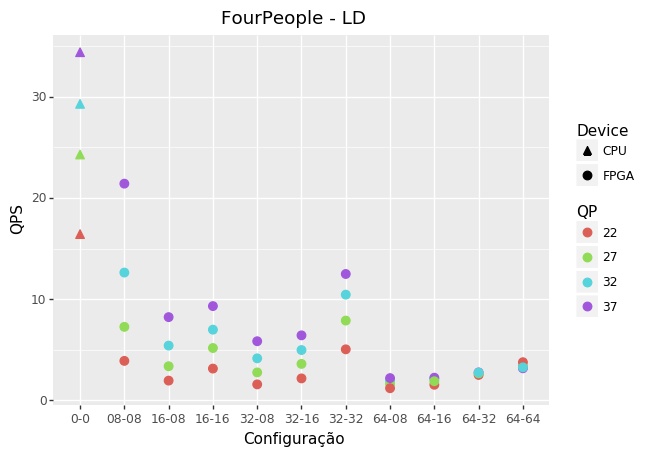 FourPeople - LD
QPS
30
20
10
0
0-0 08-08 16-08 16-16 32-08 32-16 32-32 64-08 64-16 64-32 64-64
Configuração
Device
CPU
FPGA
QP
22
27
32
37